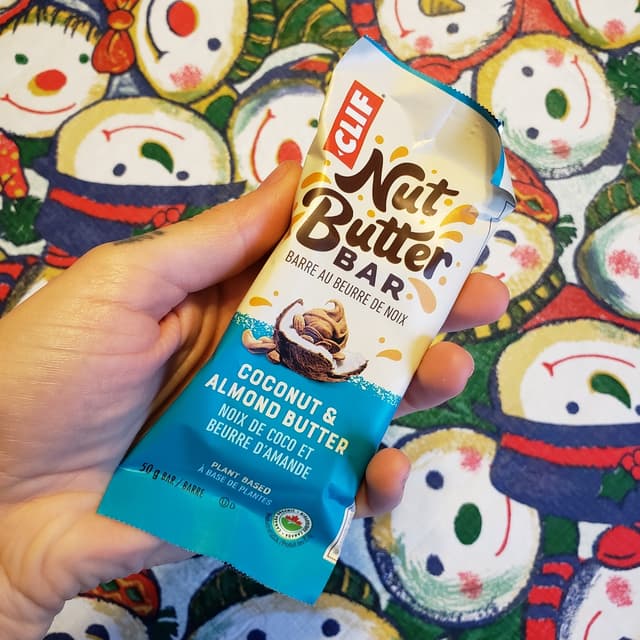 CLIF
Nut
Butter
BAR
BARRE AU BEURRE DE NOIX
COCONUT &
ALMOND BUTTER
NOIX DE COCO ET
BEURRE D'AMANDE
PLANT BASED
À BASE DE PLANTES
50 g BAR / BARRE